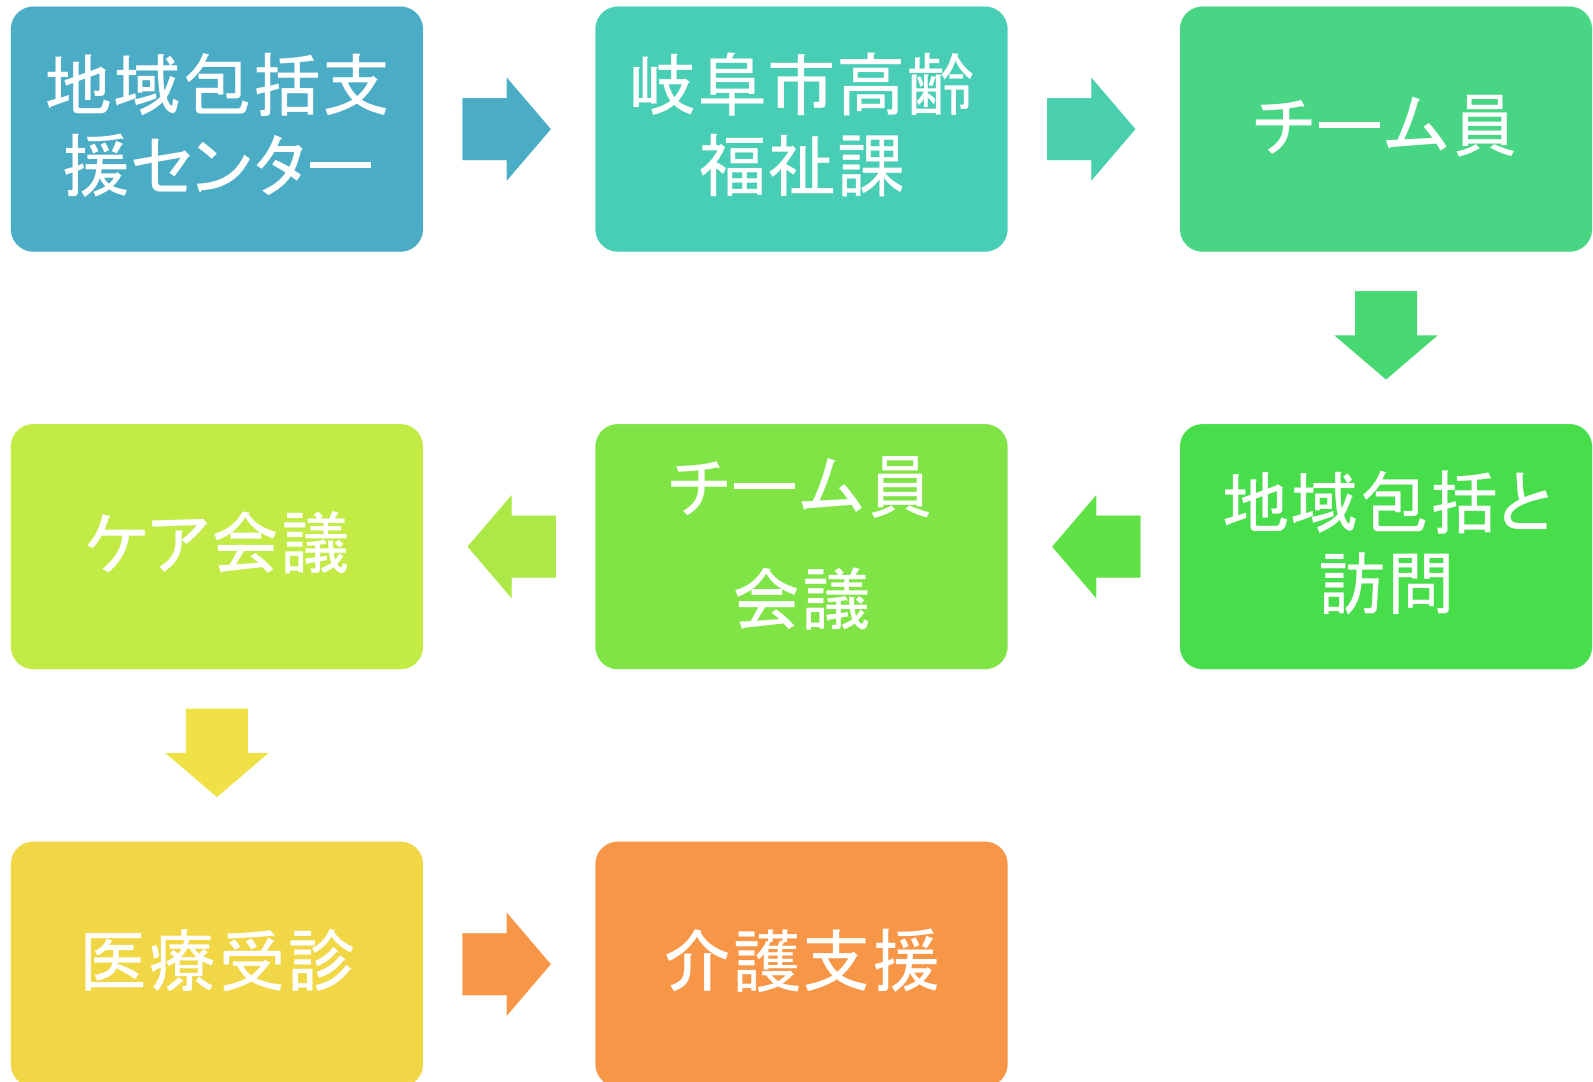 地域包括支
援センター
岐阜市高齢
福祉課
チーム員
地域包括と
訪問
チーム員
会議
ケア会議
医療受診
介護支援